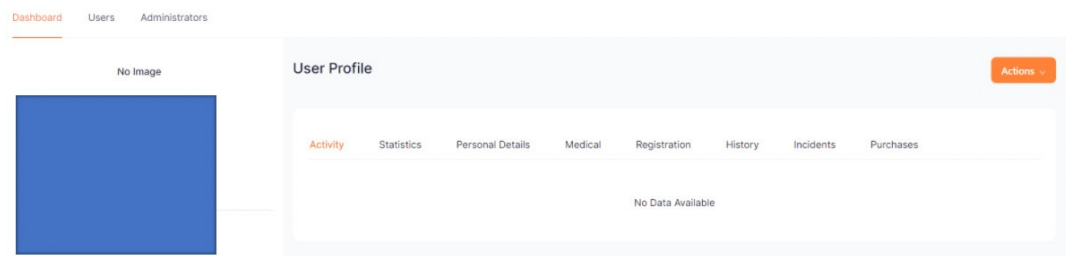 Dashboard Users Administrators
No Image
User Profile
Actions
Activity Statistics Personal Details Medical Registration History Incidents Purchases
No Data Available